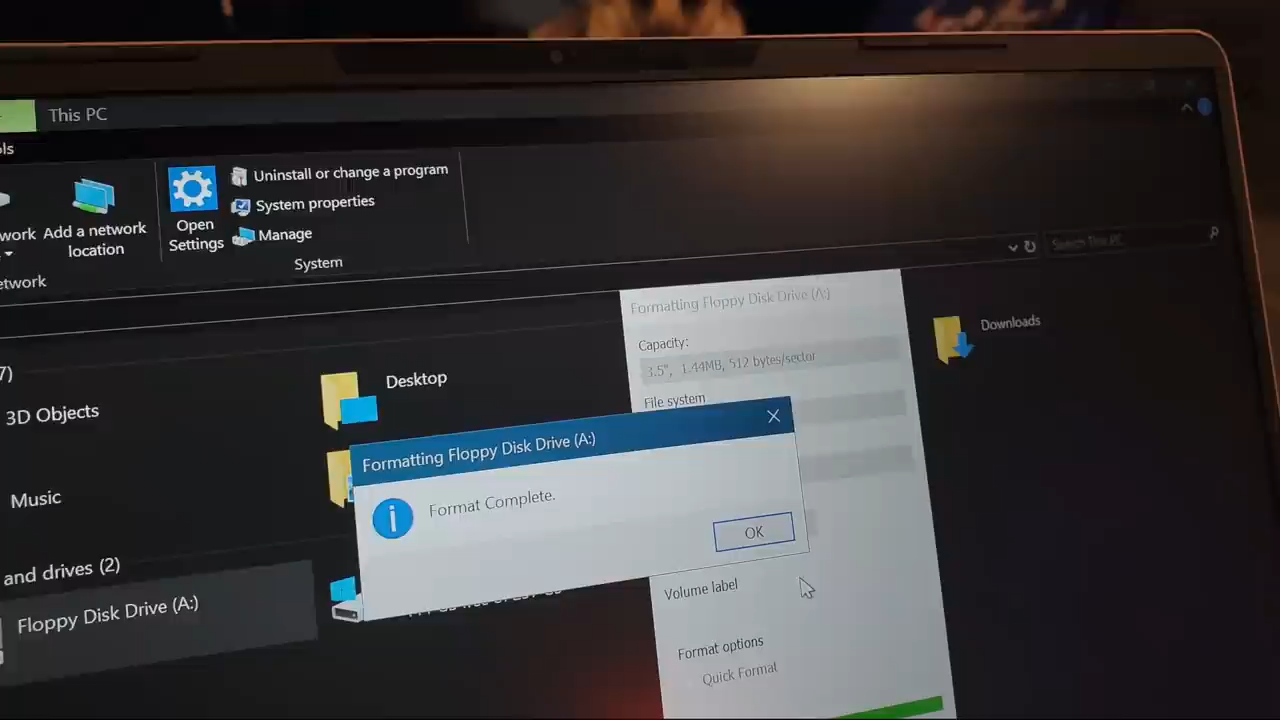 This PC
ols
Uninstall or change a program
System properties
Manage
work
Add a network
location
Open
Settings
etwork
System
Search This PC
7)
3D Objects
Desktop
Downloads
Music
and drives (2)
Floppy Disk Drive (A:)
Formatting Floppy Disk Drive (A:)
Capacity:
3.5", 1.44MB, 512 bytes/sector
File system
Formatting Floppy Disk Drive (A:)
Format Complete.
OK
Volume label
Format options
Quick Format